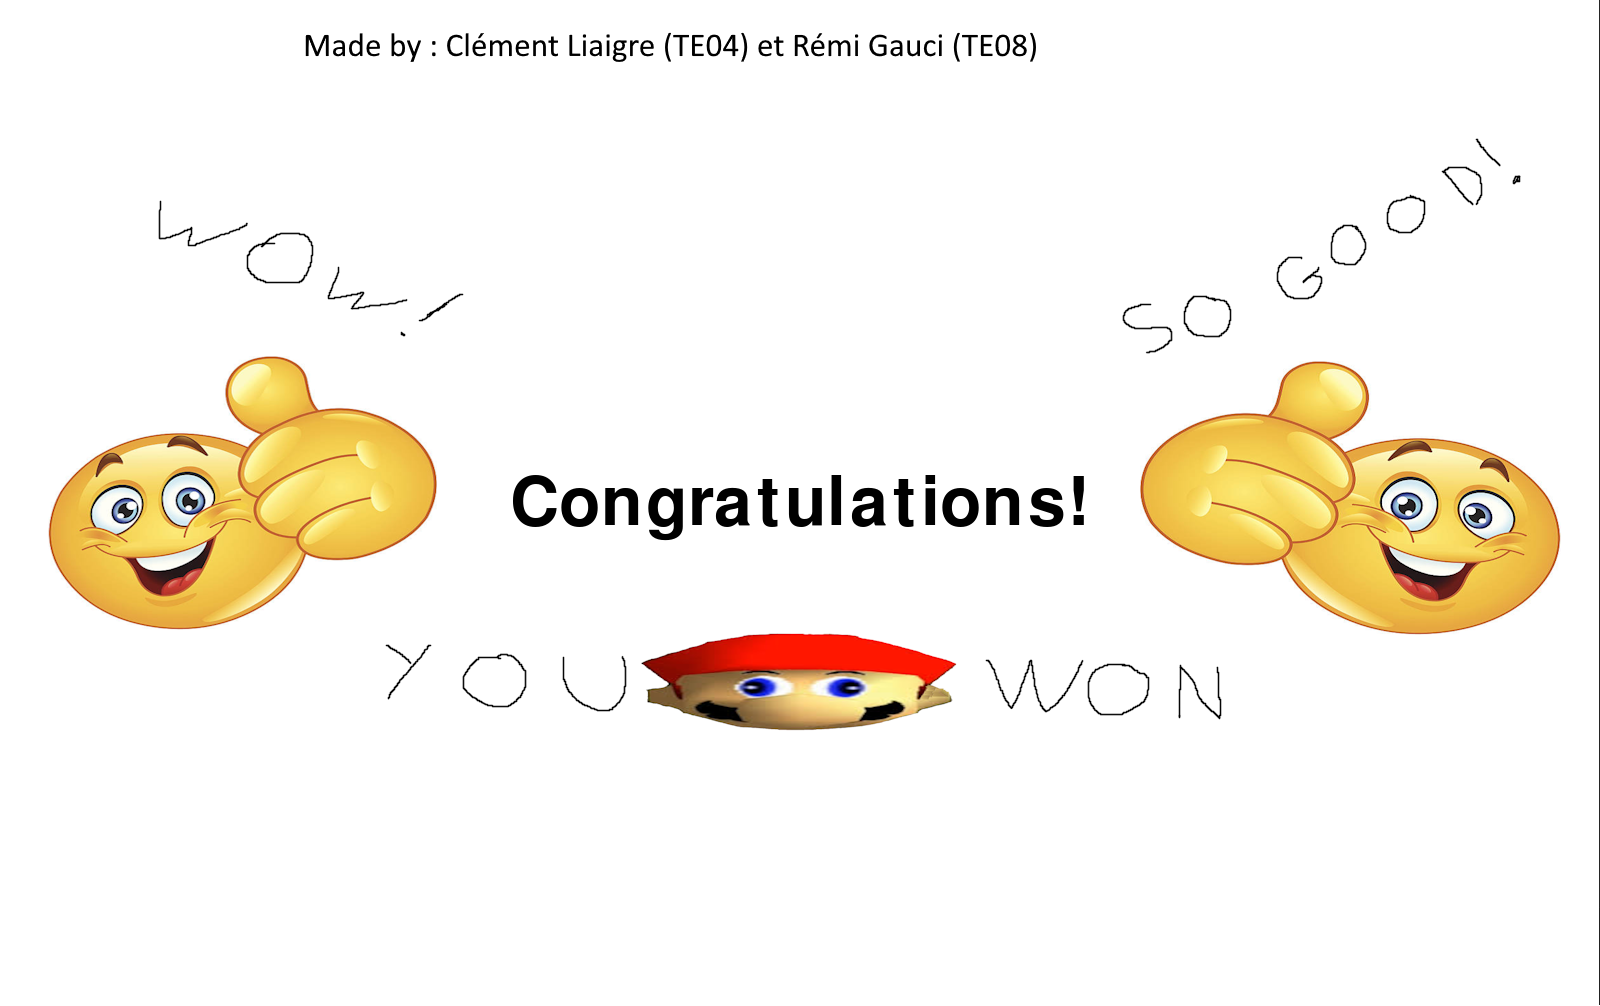 Made by : Clément Liaigre (TE04) et Rémi Gauci (TE08)
WOW!
SO GOOD!
Congratulations!
YOU WON